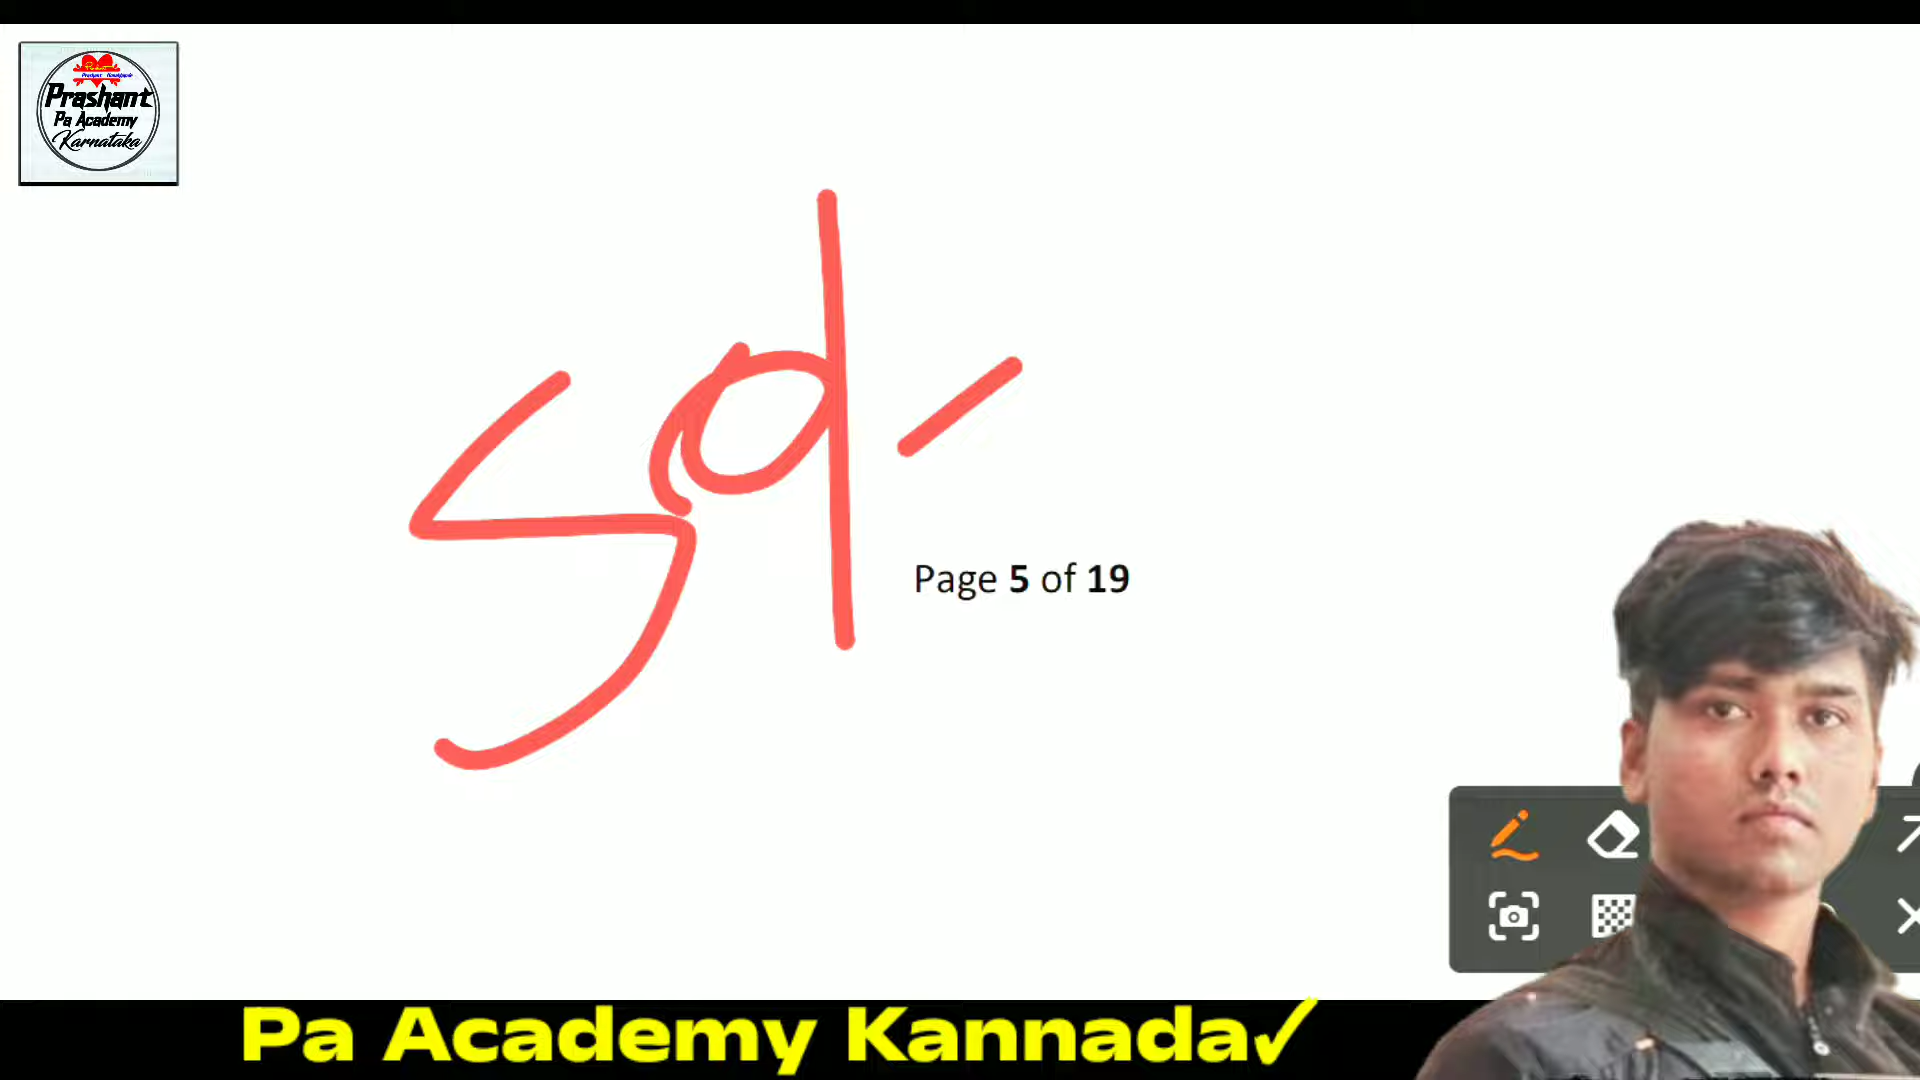 Prashant
Pa Academy
Karnataka
Sd-
Page 5 of 19
Pa Academy Kannada✓